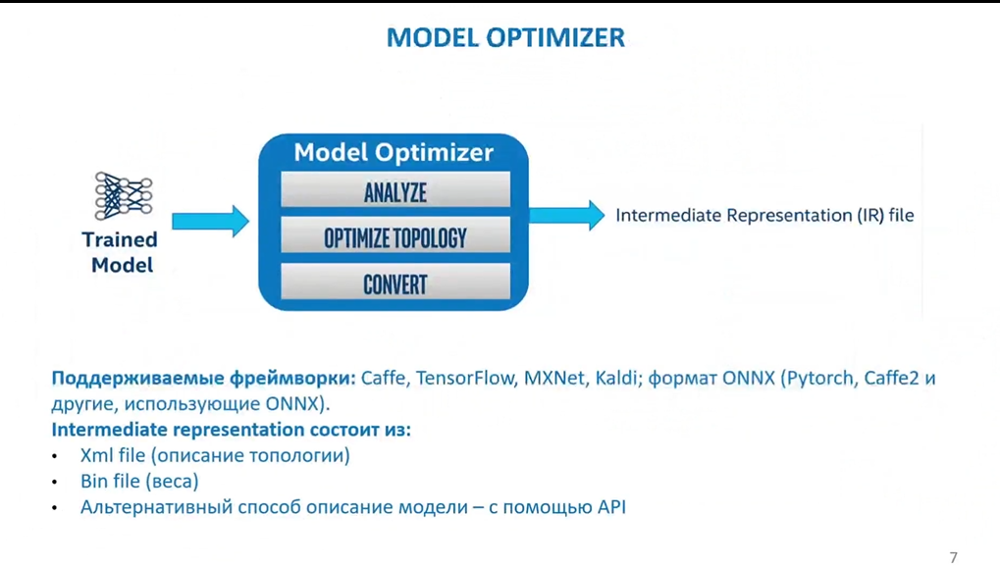 MODEL OPTIMIZER
Model Optimizer
ANALYZE
OPTIMIZE TOPOLOGY
CONVERT
Trained
Model
Intermediate Representation (IR) file
Поддерживаемые фреймворки: Caffe, TensorFlow, MXNet, Kaldi; формат ONNX (Pytorch, Caffe2 и
другие, использующие ONNX).
Intermediate representation состоит из:
• Xml file (описание топологии)
• Bin file (веса)
• Альтернативный способ описание модели – с помощью API
7